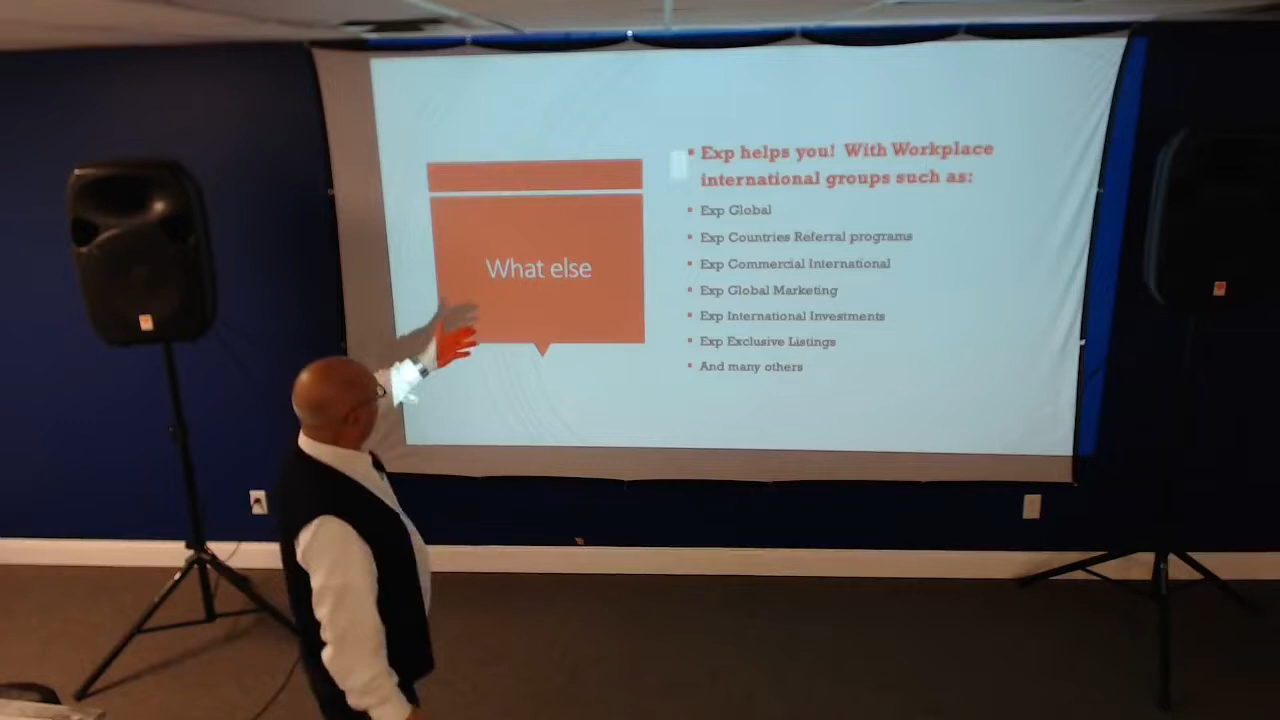 What else
Exp helps you! With Workplace
international groups such as:
Exp Global
Exp Countries Referral programs
Exp Commercial International
Exp Global Marketing
Exp International Investments
Exp Exclusive Listings
And many others